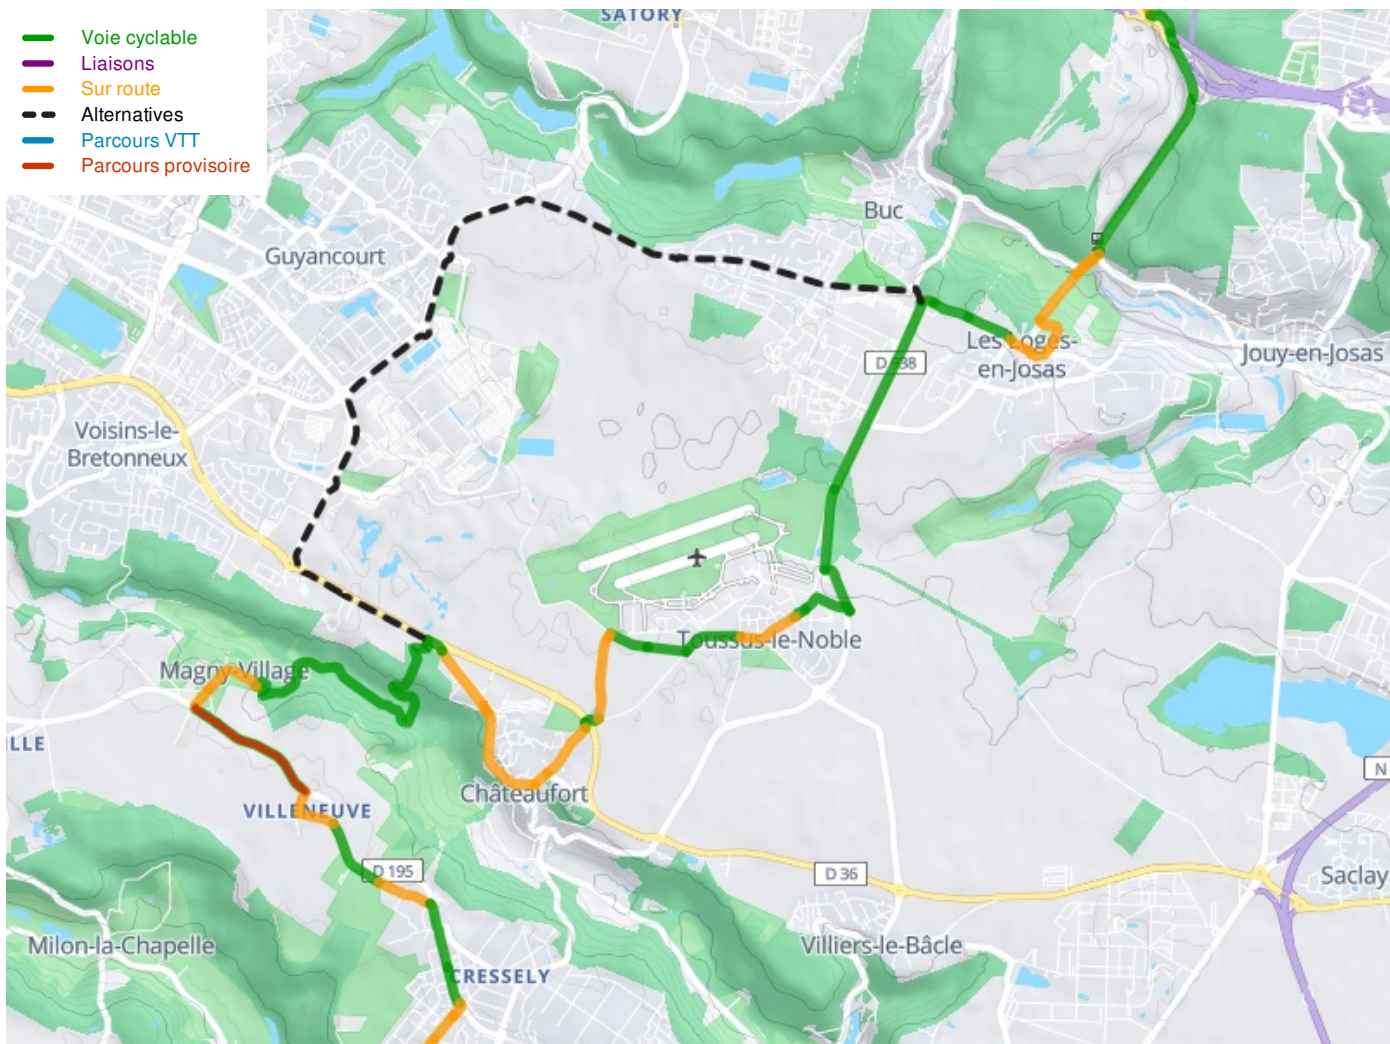 SATORY
Voie cyclable
Liaisons
Sur route
Alternatives
Parcours VTT
Parcours provisoire
Buc
Guyancourt
Les Loges-
en-Josas
Jouy-en-Josas
D 938
Voisins-le-
Bretonneux
Toussus-le-Noble
Magny-Village
ILLE
N
Châteaufort
VILLENEUVE
D 195
D 36
Saclay
Milon-la-Chapelle
Villiers-le-Bâcle
CRESSELY